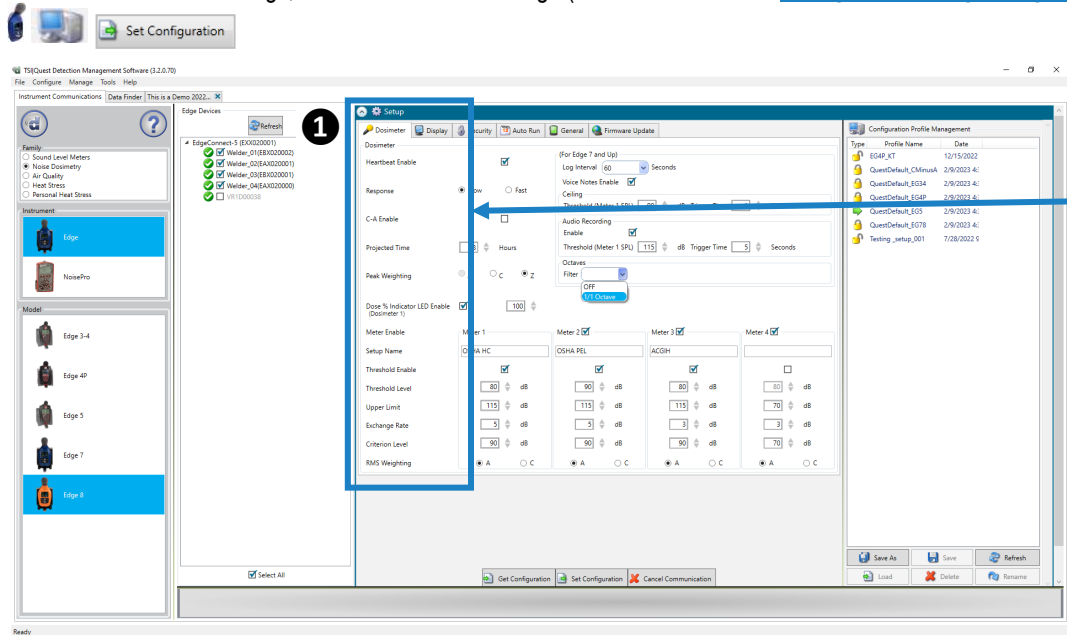 Set Configuration
TSI|Quest Detection Management Software (3.2.0.70)
File Configure Manage Tools Help
Instrument Communications Data Finder This is a Demo 2022...
Family
Sound Level Meters
Noise Dosimetry
Air Quality
Heat Stress
Personal Heat Stress
Instrument
Edge
NoisePro
Model
Edge 3-4
Edge 4P
Edge 5
Edge 7
Edge 8
Edge Devices
Refresh
EdgeConnect-5 (EXX020001)
Welder_01(EBX020002)
Welder_02(EAX020001)
Welder_03(EBX020001)
Welder_04(EAX020000)
VR1D00038
Select All
1
Setup
Dosimeter Display Security Auto Run General Firmware Update
Dosimeter
Heartbeat Enable
Response Fast
C-A Enable
Projected Time Hours
Peak Weighting C Z
Dose % Indicator LED Enable 100
(Dosimeter 1)
(For Edge 7 and Up)
Log Interval 60 Seconds
Voice Notes Enable
Ceiling
Audio Recording
Enable
Threshold (Meter 1 SPL) 115 dB Trigger Time 5 Seconds
Octaves
Filter
OFF
1/1 Octave
Meter Enable Meter 1 Meter 2 Meter 3 Meter 4
Setup Name OSHA HC OSHA PEL ACGIH
Threshold Enable
Threshold Level 80 dB 90 dB 80 dB 80 dB
Upper Limit 115 dB 115 dB 115 dB 70 dB
Exchange Rate 5 dB 5 dB 3 dB 3 dB
Criterion Level 90 dB 90 dB 90 dB 70 dB
RMS Weighting A C A C A C A C
Get Configuration Set Configuration Cancel Communication
Configuration Profile Management
Type Profile Name Date
EG4P_KT 12/15/2022
QuestDefault_CMinusA 2/9/2023 4:
QuestDefault_EG34 2/9/2023 4:
QuestDefault_EG4P 2/9/2023 4:
QuestDefault_EG5 2/9/2023 4:
QuestDefault_EG78 2/9/2023 4:
Testing _setup_001 7/28/2022 9
Save As Save Refresh
Load Delete Rename
Ready